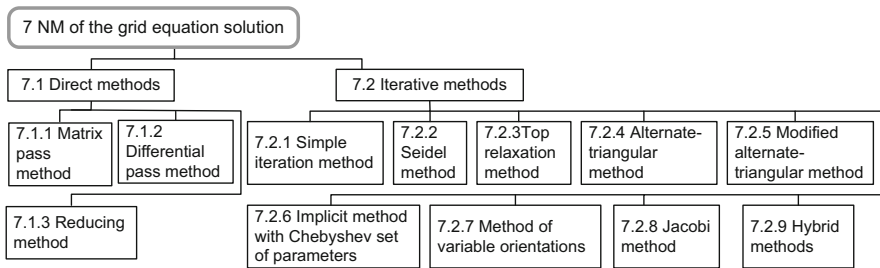 7 NM of the grid equation solution
7.1 Direct methods
7.2 Iterative methods
7.1.1 Matrix
pass
method
7.1.2
Differential
pass method
7.2.1 Simple
iteration method
7.2.2
Seidel
method
7.2.3Top
relaxation
method
7.2.4 Alternate-
triangular
method
7.2.5 Modified
alternate-
triangular method
7.1.3 Reducing
method
7.2.6 Implicit method
with Chebyshev set
of parameters
7.2.7 Method of
variable orientations
7.2.8 Jacobi
method
7.2.9 Hybrid
methods